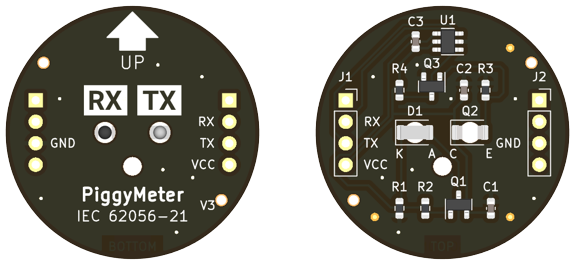 UP
RX TX
RX
GND TX
VCC
PiggyMeter
IEC 62056-21
V3
BOTTOM
C3 U1
Q3
J1 R4 C2 R3 J2
D1 Q2
RX
TX GND
VCC K A C E
R1 R2 Q1 C1
TOP